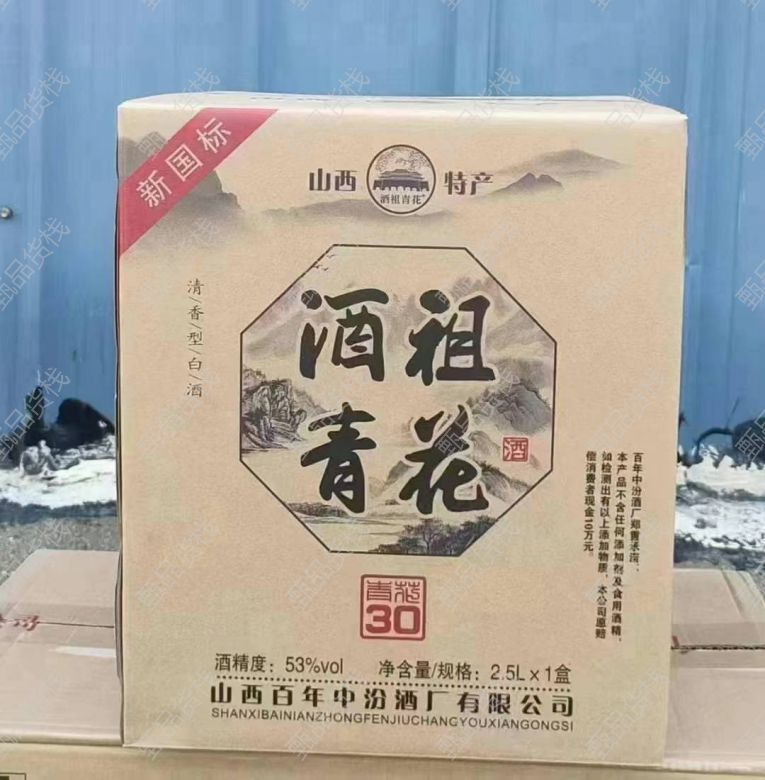 新国标
山西 特产
酒祖青花
清/香/型/白/酒
酒祖
青花
酒
百年中汾酒厂郑重承诺：
本产品不含任何添加剂及食用酒精，
如检测出有以上添加物质，本公司愿赔
偿消费者现金10万元。
青花
30
酒精度：53%vol 净含量/规格：2.5L×1盒
山西百年中汾酒厂有限公司
SHANXIBAINIANZHONGFENJIUCHANGYOUXIANGONGSI
甄品货栈